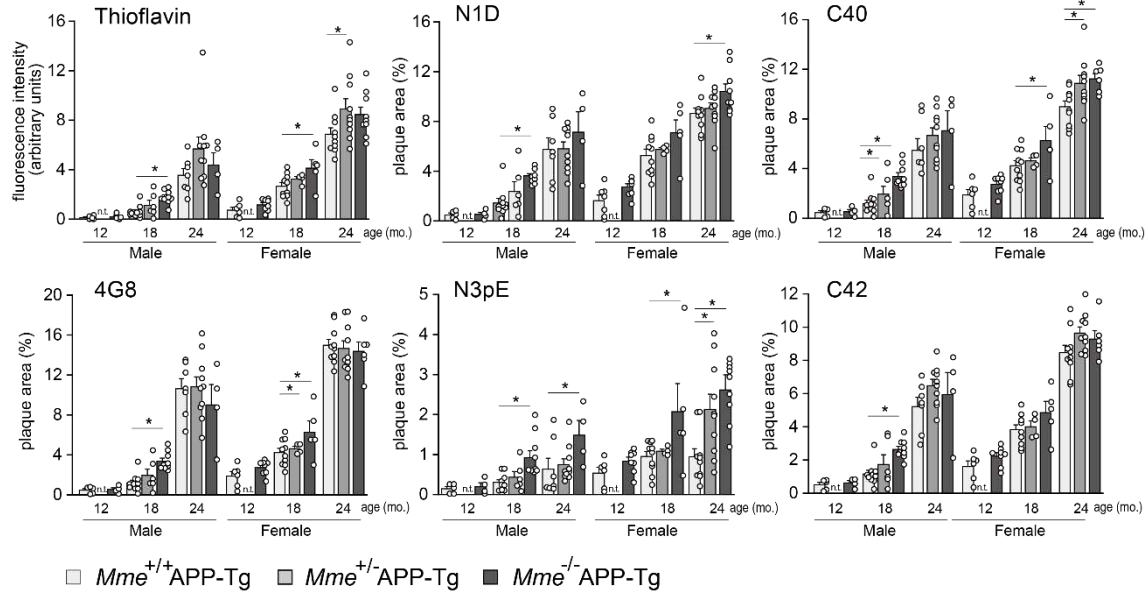 Thioflavin
fluorescence intensity
(arbitrary units)
16
12
8
4
0
*
*
*
n.t.
n.t.
12 18 24 12 18 24 age (mo.)
Male Female
N1D
plaque area (%)
16
12
8
4
0
*
*
n.t.
n.t.
12 18 24 12 18 24 age (mo.)
Male Female
C40
plaque area (%)
16
12
8
4
0
*
*
*
*
*
n.t.
n.t.
12 18 24 12 18 24 age (mo.)
Male Female
4G8
plaque area (%)
20
16
12
8
4
0
*
*
*
n.t.
n.t.
12 18 24 12 18 24 age (mo.)
Male Female
N3pE
plaque area (%)
5
4
3
2
1
0
*
*
*
*
*
n.t.
n.t.
12 18 24 12 18 24 age (mo.)
Male Female
C42
plaque area (%)
12
10
8
6
4
2
0
*
n.t.
n.t.
12 18 24 12 18 24 age (mo.)
Male Female
Mme+/+APP-Tg Mme+/-APP-Tg Mme-/-APP-Tg